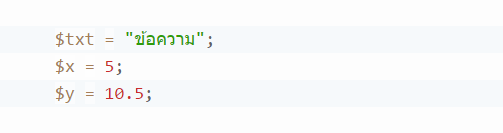 $txt = "ข้อความ";
$x = 5;
$y = 10.5;